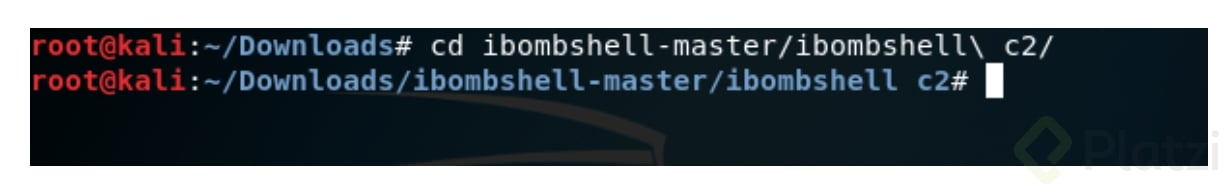 root@kali:~/Downloads# cd ibombshell-master/ibombshell\ c2/
root@kali:~/Downloads/ibombshell-master/ibombshell c2#
Platzi